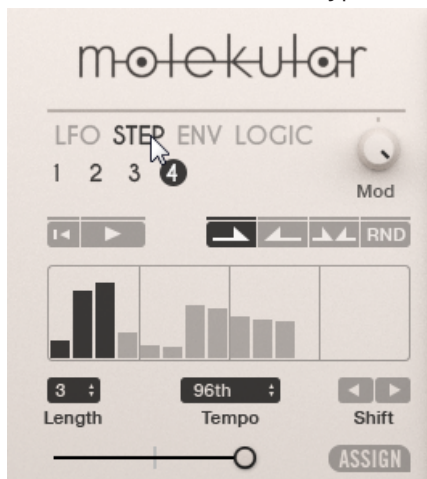 molekular
LFO STEP ENV LOGIC
1 2 3 4
Mod
RND
3 96th
Length Tempo Shift
ASSIGN